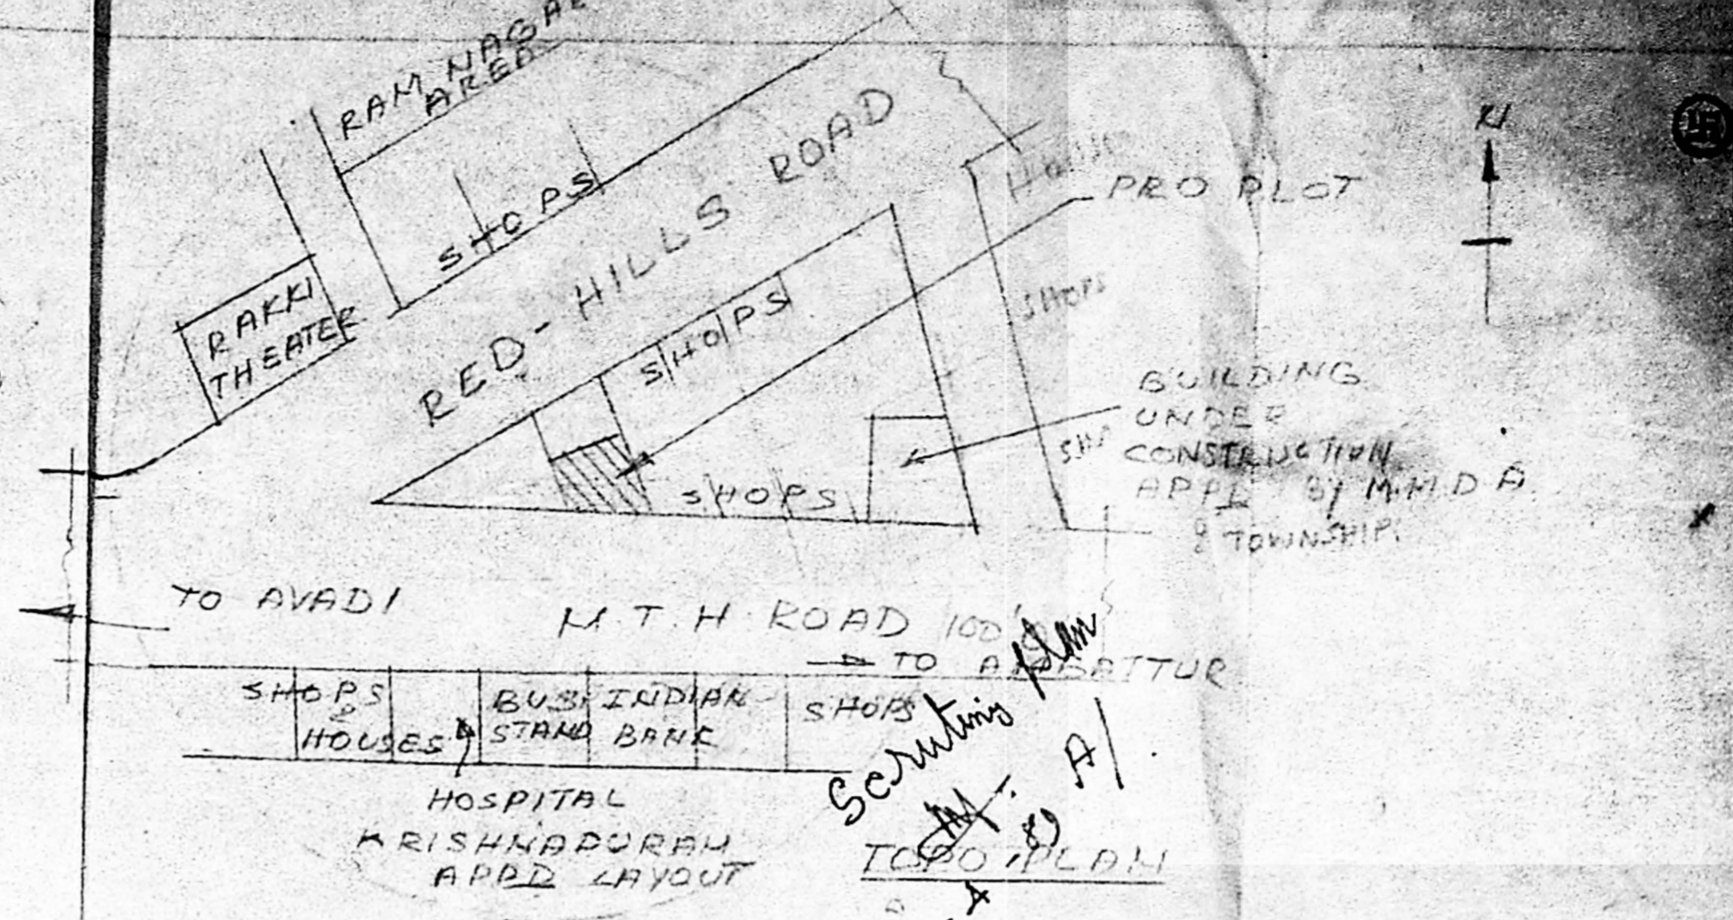 RAM NAGAR
AREA
N
SHOPS
RED-HILLS ROAD
HOUSE
PRO PLOT
RAKKI
THEATER
SHOPS
SHOPS
BUILDING
UNDER
CONSTRUCTION
APPD BY M.M.D.A
& TOWNSHIP.
SHOPS
TO AVADI
M.T.H. ROAD 100'
TO AMBATTUR
SHOPS
&
HOUSES
BUS
STAND
INDIAN
BANK
SHOPS
HOSPITAL
KRISHNAPURAM
APPD LAYOUT
Scrutiny plan
TOPO PLAN